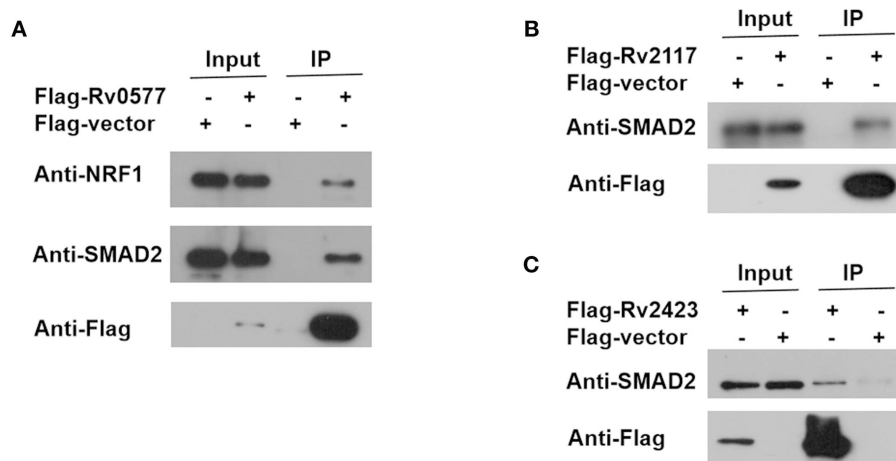 A
Input IP
Flag-Rv0577 - + - +
Flag-vector + - + -
Anti-NRF1
Anti-SMAD2
Anti-Flag
B
Input IP
Flag-Rv2117 - + - +
Flag-vector + - + -
Anti-SMAD2
Anti-Flag
C
Input IP
Flag-Rv2423 + - + -
Flag-vector - + - +
Anti-SMAD2
Anti-Flag